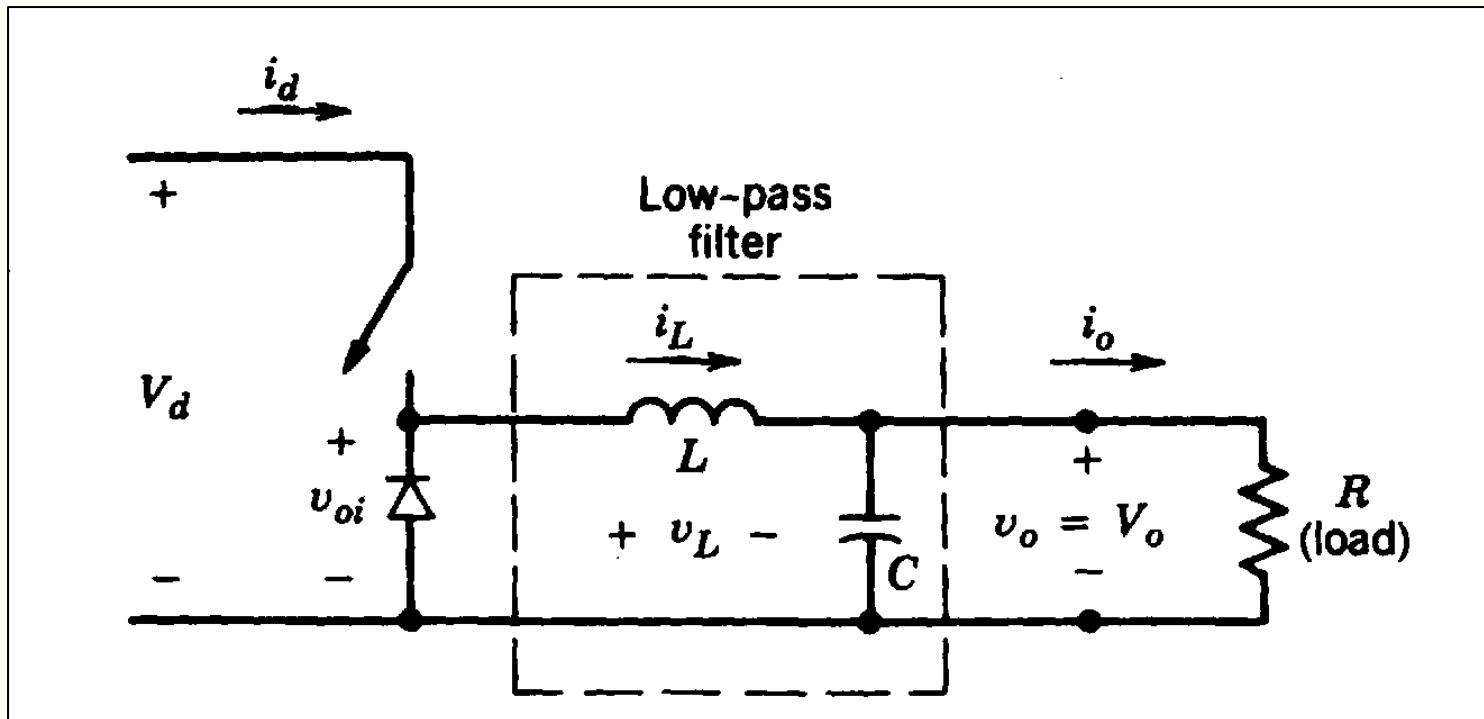 i_d
+
Low-pass
filter
i_L
i_o
V_d
+
L
+
R
(load)
v_oi
+ v_L -
C
v_o = V_o
-
-
-